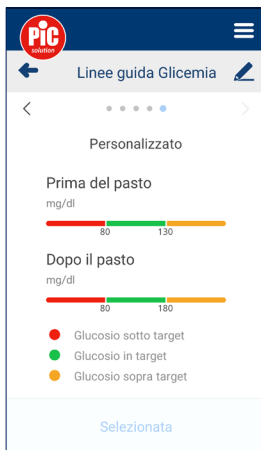 PiC
solution
Linee guida Glicemia
Personalizzato
Prima del pasto
mg/dl
80 130
Dopo il pasto
mg/dl
80 180
Glucosio sotto target
Glucosio in target
Glucosio sopra target
Selezionata